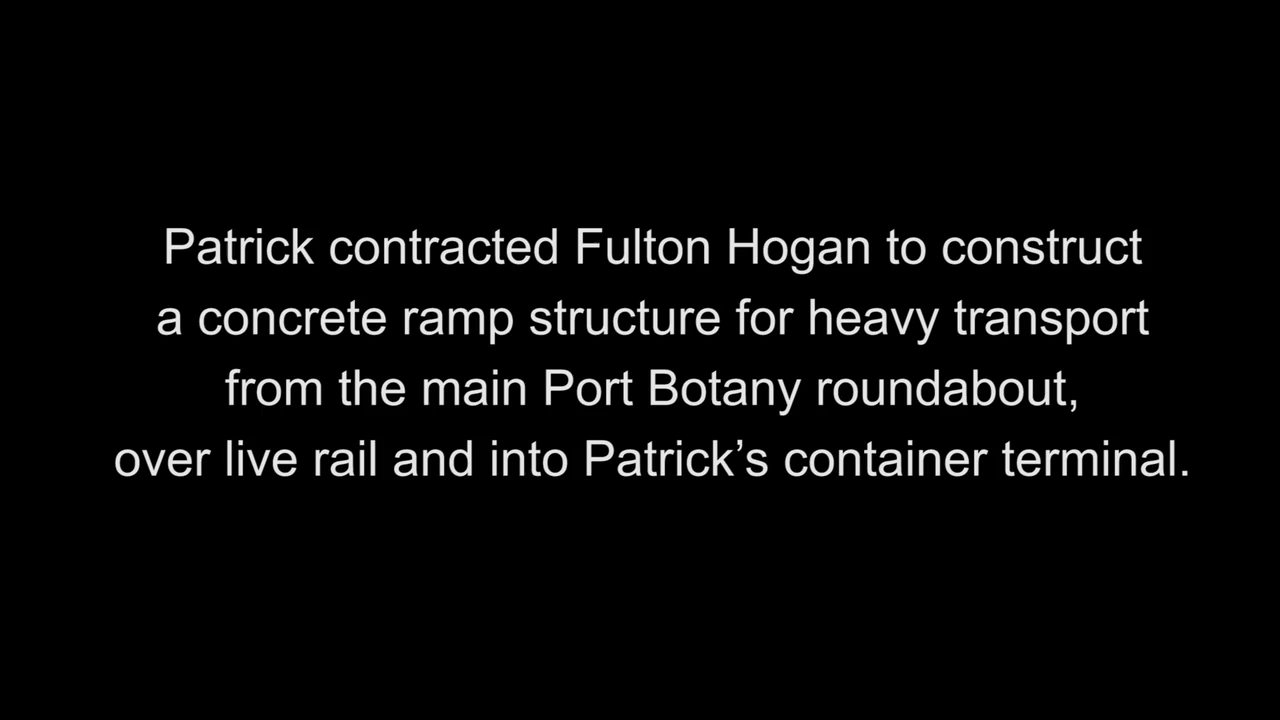 Patrick contracted Fulton Hogan to construct
a concrete ramp structure for heavy transport
from the main Port Botany roundabout,
over live rail and into Patrick’s container terminal.